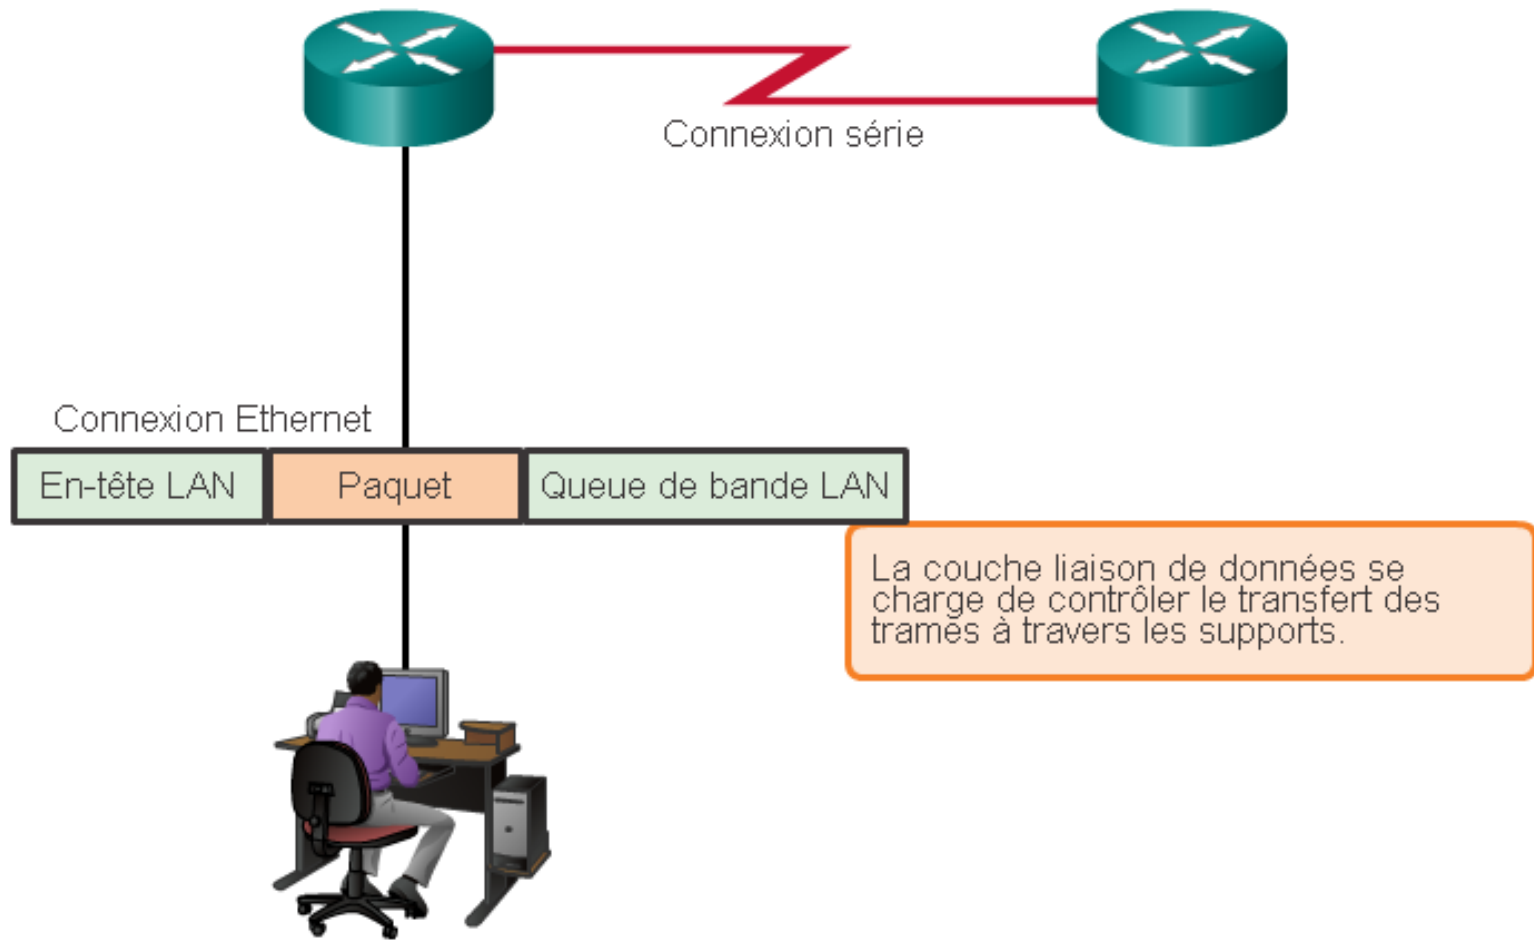 Connexion série
Connexion Ethernet
En-tête LAN
Paquet
Queue de bande LAN
La couche liaison de données se
charge de contrôler le transfert des
trames à travers les supports.